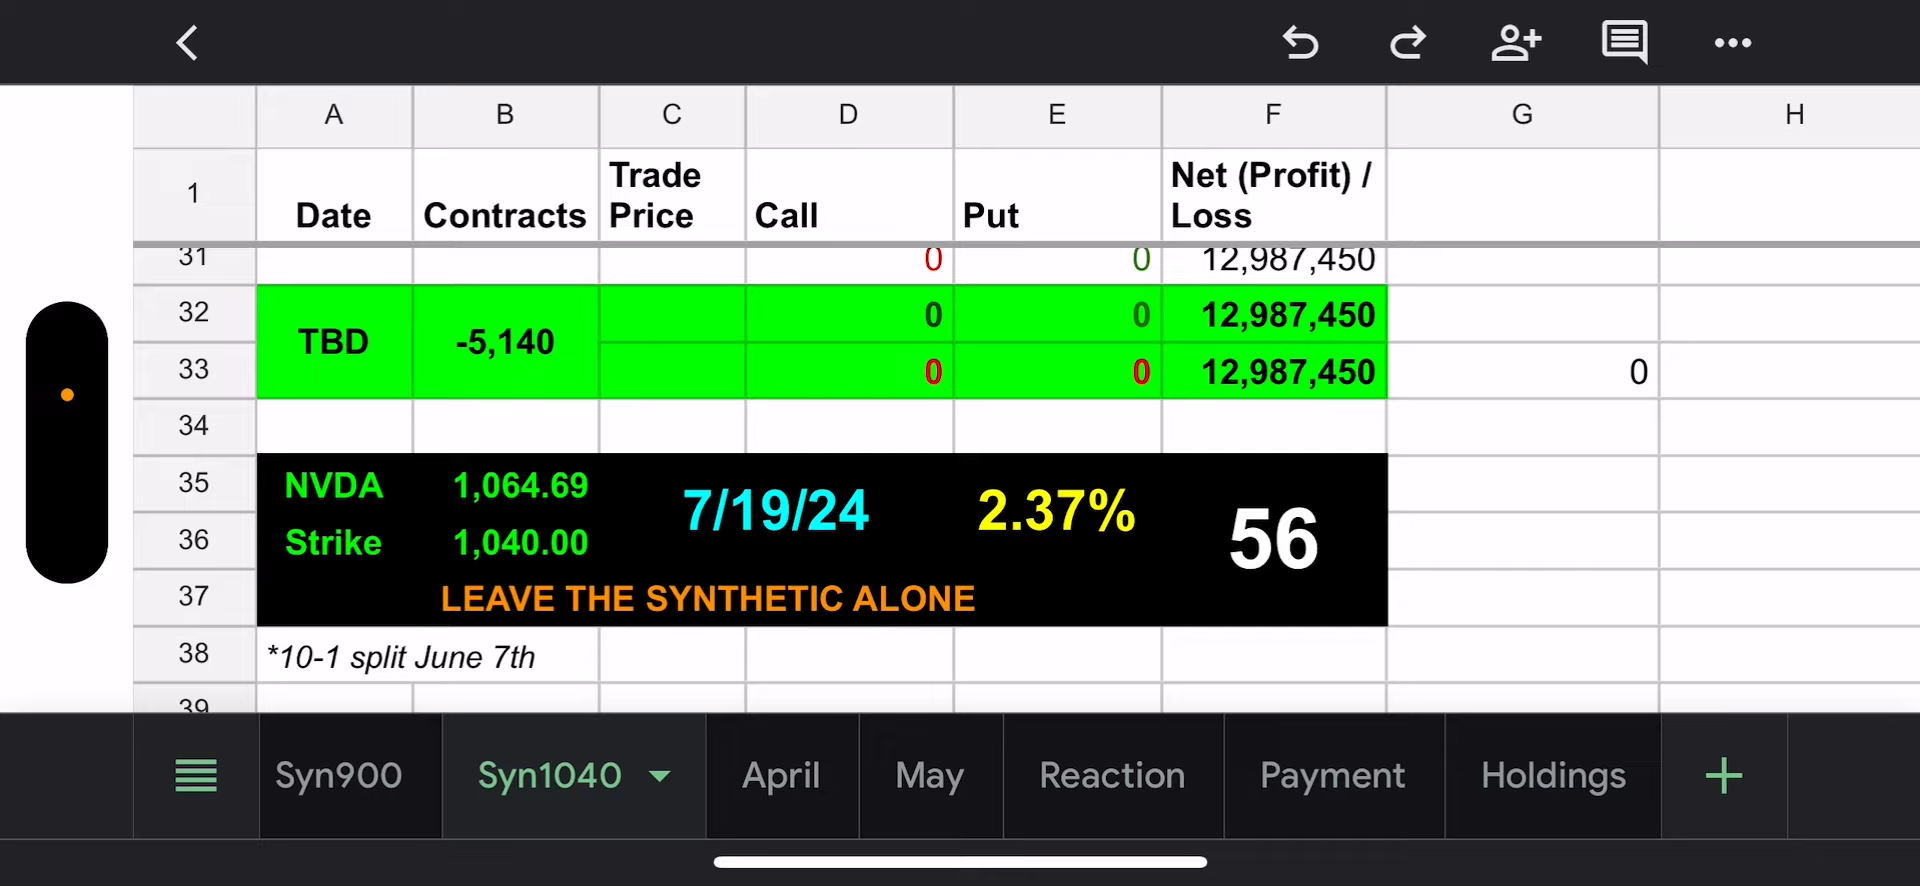 A B C D E F G H
1 Date Contracts Trade Price Call Put Net (Profit) / Loss
31 0 0 12,987,450
32 TBD -5,140 0 0 12,987,450
33 0 0 12,987,450 0
34
35 NVDA 1,064.69 7/19/24 2.37% 56
36 Strike 1,040.00
37 LEAVE THE SYNTHETIC ALONE
38 *10-1 split June 7th
39
Syn900 Syn1040 April May Reaction Payment Holdings